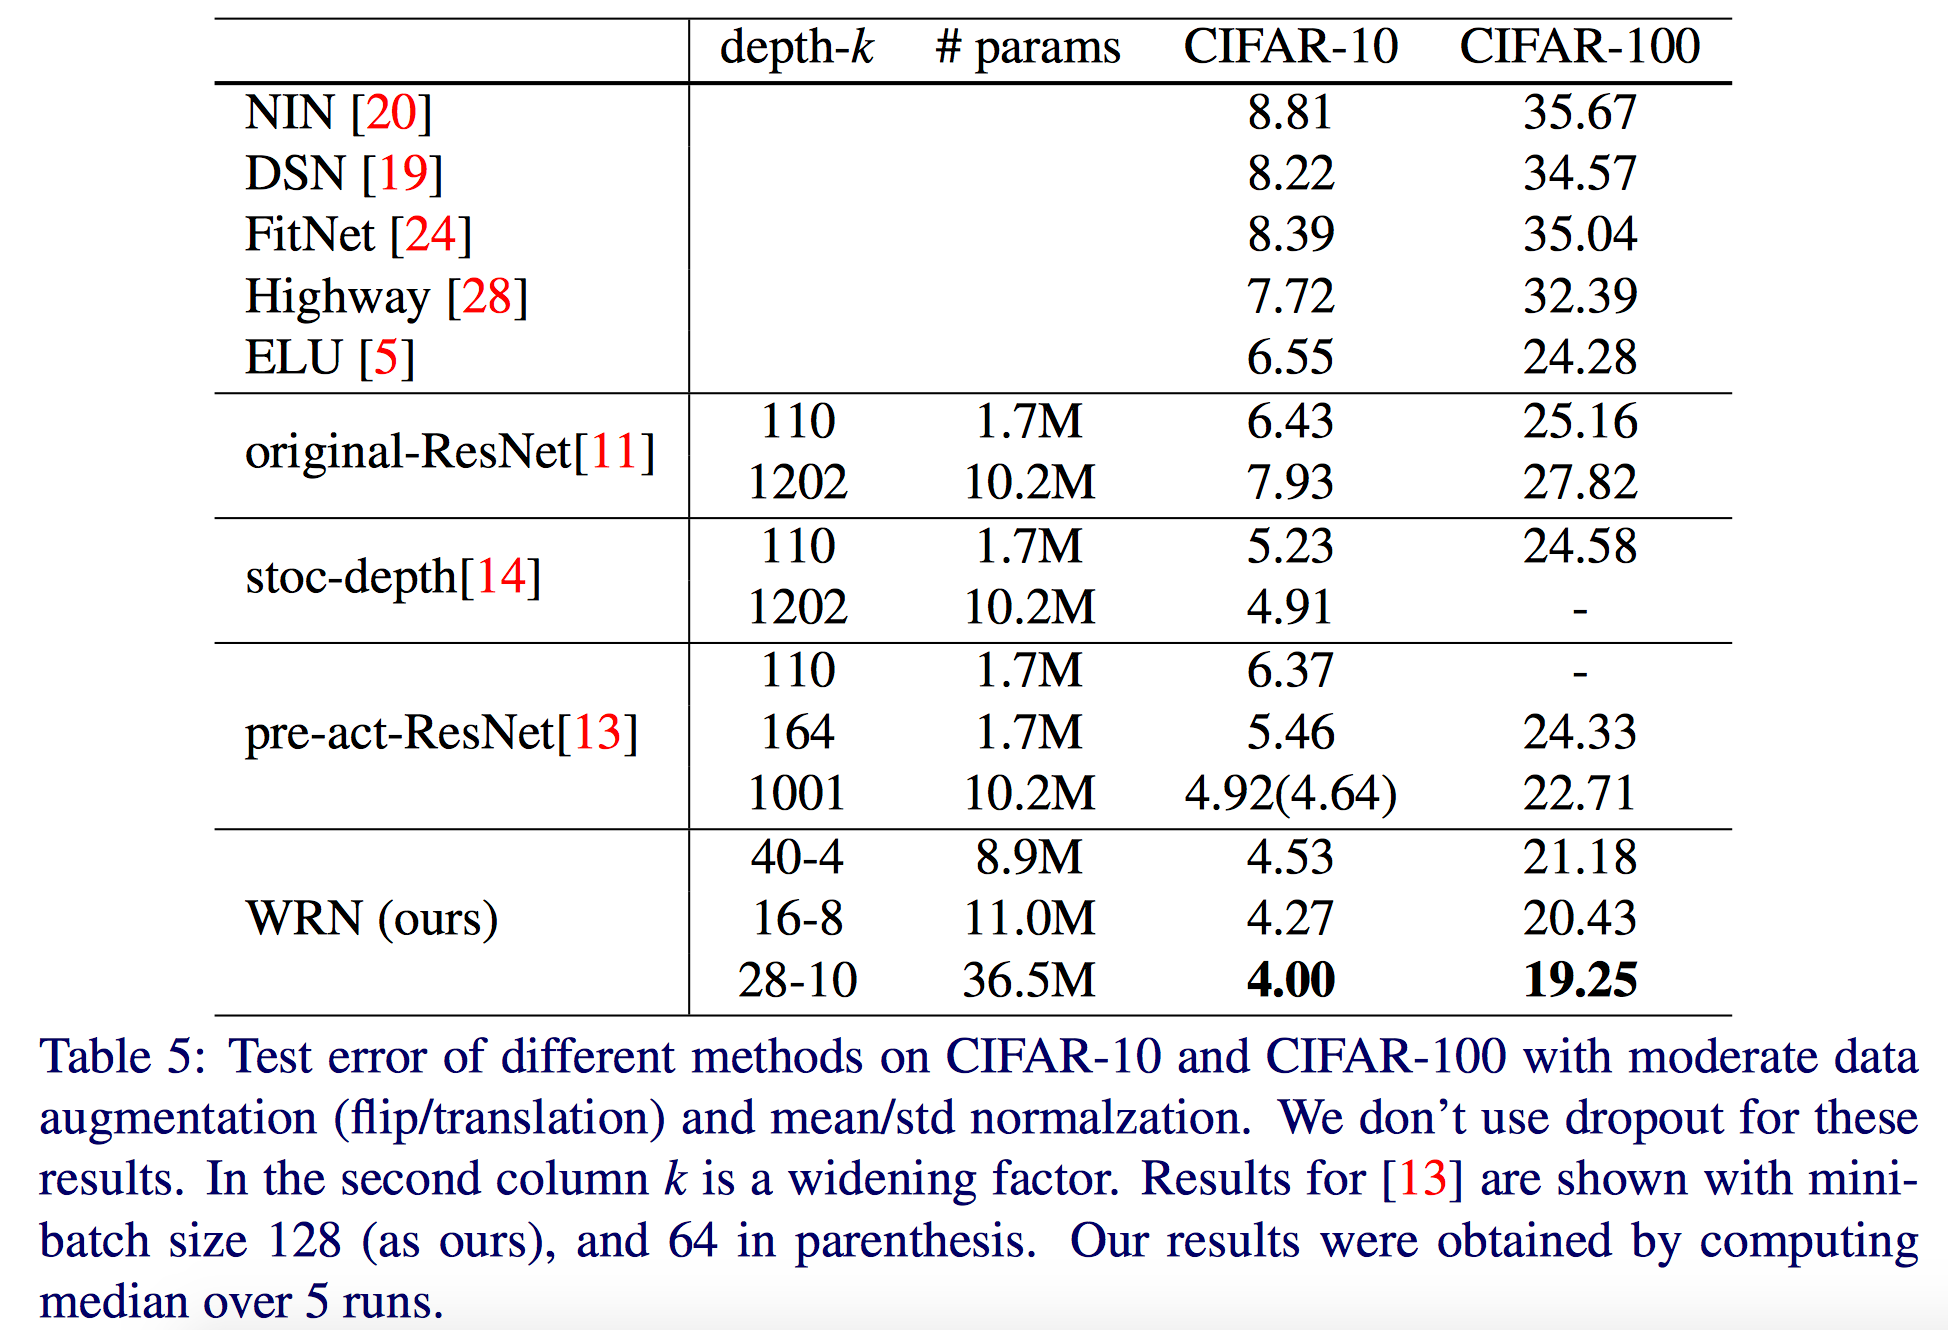 depth-k # params CIFAR-10 CIFAR-100
NIN [20] 8.81 35.67
DSN [19] 8.22 34.57
FitNet [24] 8.39 35.04
Highway [28] 7.72 32.39
ELU [5] 6.55 24.28
original-ResNet[11]
110 1.7M 6.43 25.16
1202 10.2M 7.93 27.82
stoc-depth[14]
110 1.7M 5.23 24.58
1202 10.2M 4.91 -
pre-act-ResNet[13]
110 1.7M 6.37 -
164 1.7M 5.46 24.33
1001 10.2M 4.92(4.64) 22.71
WRN (ours)
40-4 8.9M 4.53 21.18
16-8 11.0M 4.27 20.43
28-10 36.5M 4.00 19.25
Table 5: Test error of different methods on CIFAR-10 and CIFAR-100 with moderate data
augmentation (flip/translation) and mean/std normalzation. We don't use dropout for these
results. In the second column k is a widening factor. Results for [13] are shown with mini-
batch size 128 (as ours), and 64 in parenthesis. Our results were obtained by computing
median over 5 runs.